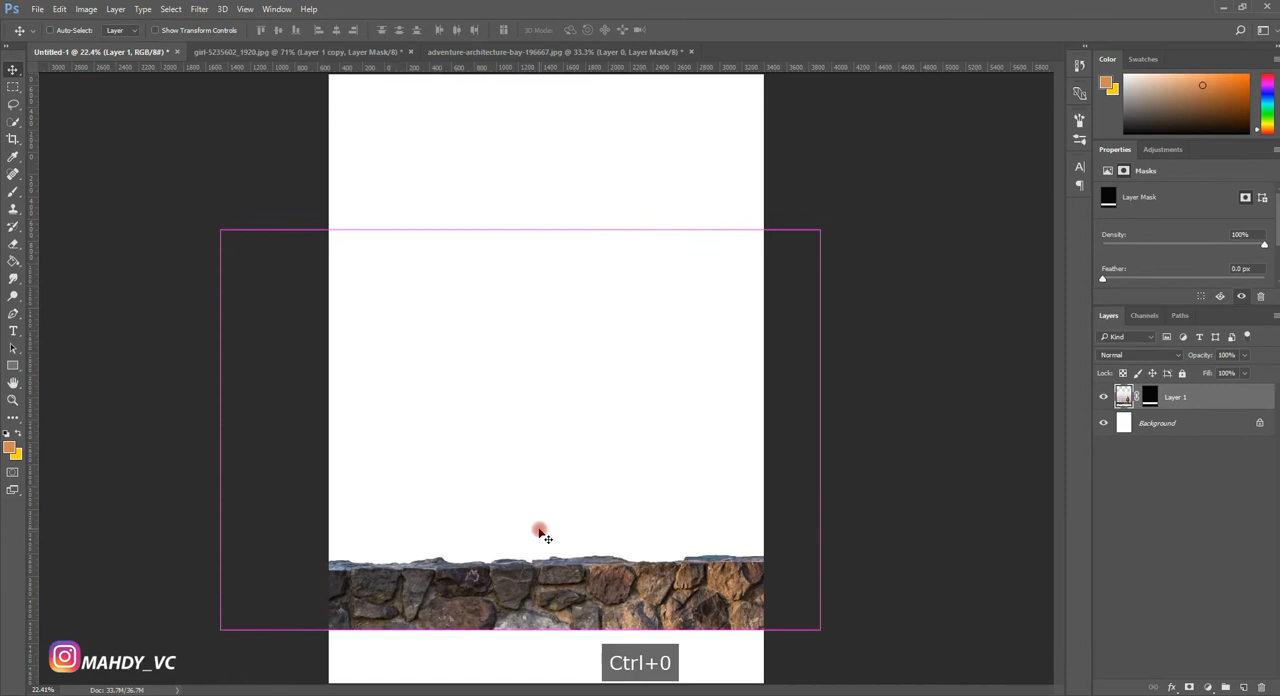 Ps File Edit Image Layer Type Select Filter 3D View Window Help
Auto-Select: Layer Show Transform Controls 3D Mode:
Untitled-1 @ 22.4% (Layer 1, RGB/8#) * × girl-5235602_1920.jpg @ 71% (Layer 1 copy, Layer Mask/8) * × adventure-architecture-bay-196667.jpg @ 33.3% (Layer 0, Layer Mask/8) * ×
Color Swatches
Properties Adjustments
Masks
Layer Mask
Density: 100%
Feather: 0.0 px
Layers Channels Paths
Kind
Normal Opacity: 100%
Lock: Fill: 100%
Layer 1
Background
MAHDY_VC
Ctrl+0
22.41% Doc: 33.7M/36.7M